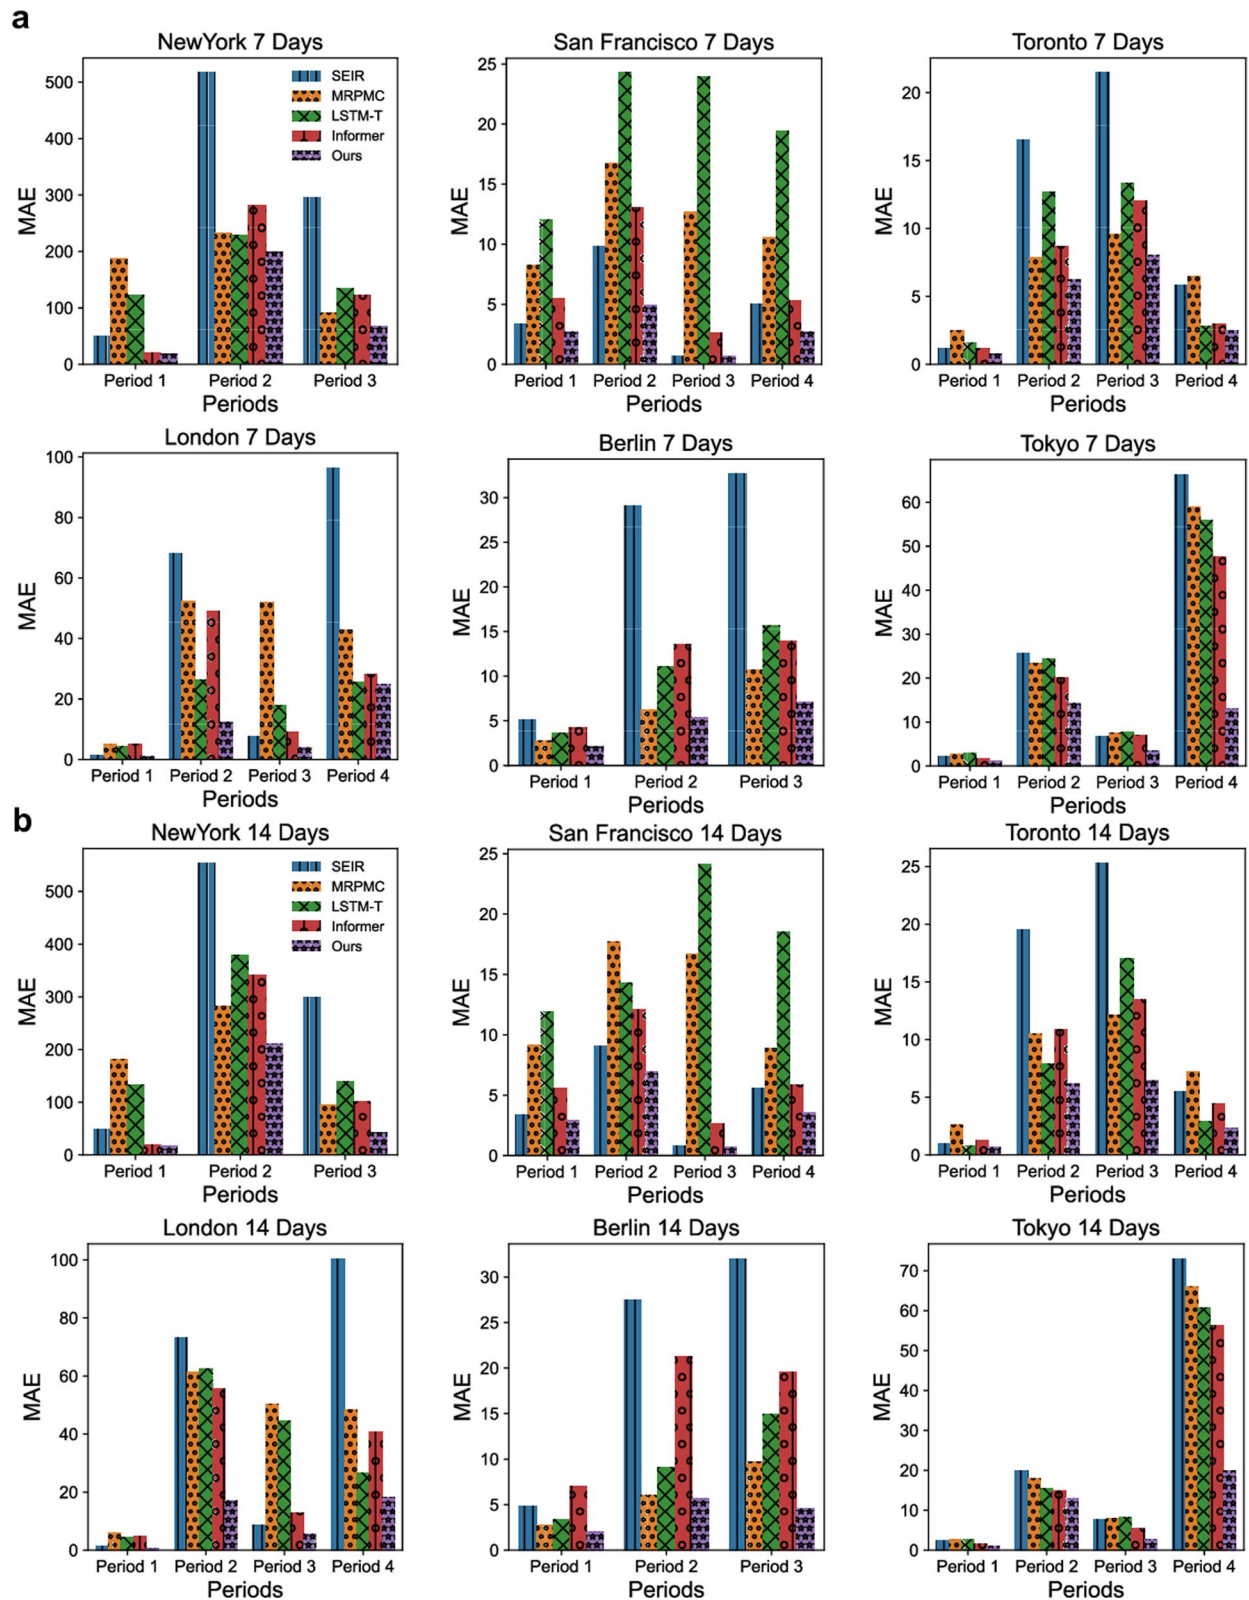 a
NewYork 7 Days
MAE
500
400
300
200
100
0
SEIR
MRPMC
LSTM-T
Informer
Ours
Period 1 Period 2 Period 3
Periods
San Francisco 7 Days
MAE
25
20
15
10
5
0
Period 1 Period 2 Period 3 Period 4
Periods
Toronto 7 Days
MAE
20
15
10
5
0
Period 1 Period 2 Period 3 Period 4
Periods
London 7 Days
MAE
100
80
60
40
20
0
Period 1 Period 2 Period 3 Period 4
Periods
Berlin 7 Days
MAE
30
25
20
15
10
5
0
Period 1 Period 2 Period 3
Periods
Tokyo 7 Days
MAE
60
50
40
30
20
10
0
Period 1 Period 2 Period 3 Period 4
Periods
b
NewYork 14 Days
MAE
500
400
300
200
100
0
SEIR
MRPMC
LSTM-T
Informer
Ours
Period 1 Period 2 Period 3
Periods
San Francisco 14 Days
MAE
25
20
15
10
5
0
Period 1 Period 2 Period 3 Period 4
Periods
Toronto 14 Days
MAE
25
20
15
10
5
0
Period 1 Period 2 Period 3 Period 4
Periods
London 14 Days
MAE
100
80
60
40
20
0
Period 1 Period 2 Period 3 Period 4
Periods
Berlin 14 Days
MAE
30
25
20
15
10
5
0
Period 1 Period 2 Period 3
Periods
Tokyo 14 Days
MAE
70
60
50
40
30
20
10
0
Period 1 Period 2 Period 3 Period 4
Periods